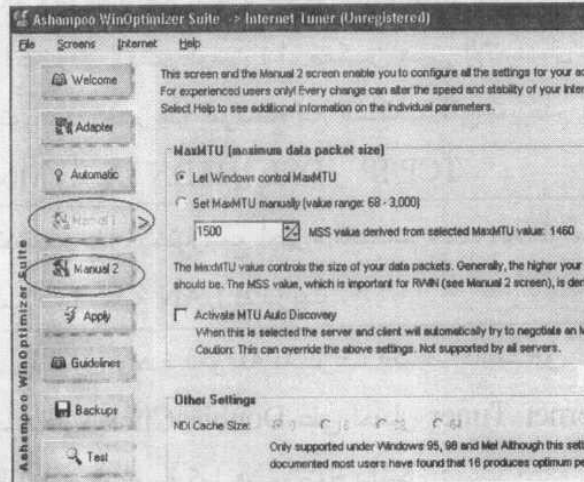 Ashampoo WinOptimizer Suite -> Internet Tuner (Unregistered)
File Screens Internet Help
Welcome
Adapter
Automatic
Manual 1 >
Manual 2
Apply
Guidelines
Backups
Test
Ashampoo WinOptimizer Suite
This screen and the Manual 2 screen enable you to configure all the settings for your
For experienced users only! Every change can alter the speed and stability of your
Select Help to see additional information on the individual parameters.
MaxMTU (maximum data packet size)
Let Windows control MaxMTU
Set MaxMTU manually (value range: 68 - 3,000)
1500 MSS value derived from selected MaxMTU value: 1460
The MaxMTU value controls the size of your data packets. Generally, the higher your
should be. The MSS value, which is important for RWIN (see Manual 2 screen), is
Activate MTU Auto Discovery
When this is selected the server and client will automatically try to negotiate an
Caution: This can override the above settings. Not supported by all servers.
Other Settings
NDI Cache Size:
Only supported under Windows 95, 98 and Me! Although this
documented most users have found that 16 produces optimum